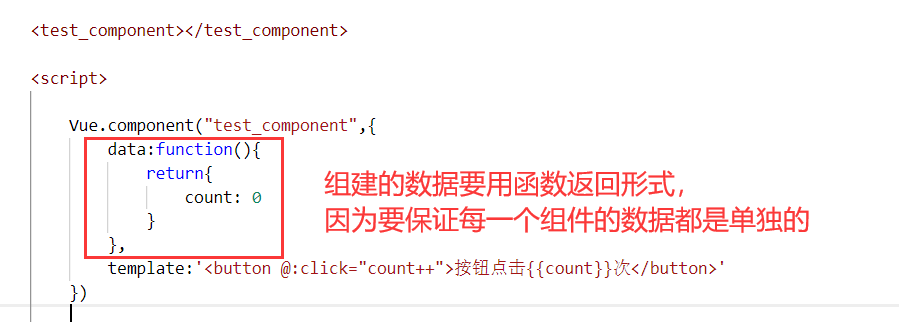 <test_component></test_component>
<script>
Vue.component("test_component",{
data:function(){
return{
count: 0
}
},
组建的数据要用函数返回形式，
因为要保证每一个组件的数据都是单独的
template:'<button @:click="count++">按钮点击{{count}}次</button>'
})